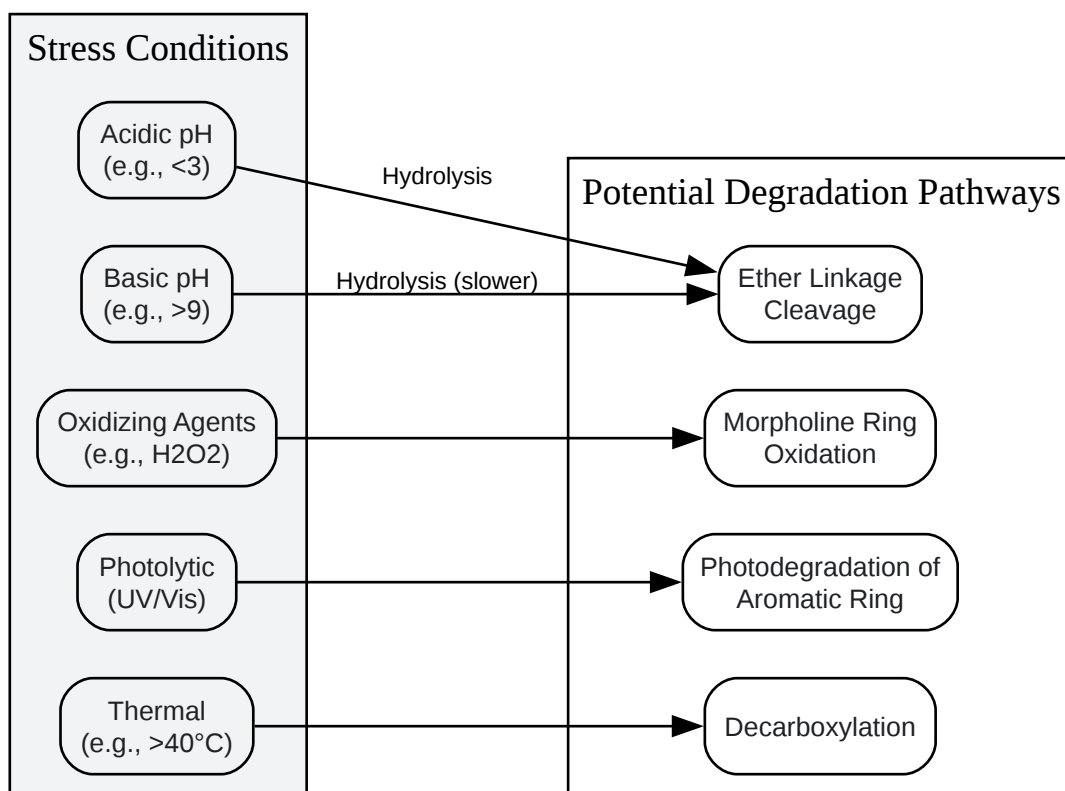 Stress Conditions
Acidic pH
(e.g., <3)
Hydrolysis
Potential Degradation Pathways
Basic pH
(e.g., >9)
Hydrolysis (slower)
Ether Linkage
Cleavage
Oxidizing Agents
(e.g., H2O2)
Morpholine Ring
Oxidation
Photolytic
(UV/Vis)
Photodegradation of
Aromatic Ring
Thermal
(e.g., >40°C)
Decarboxylation